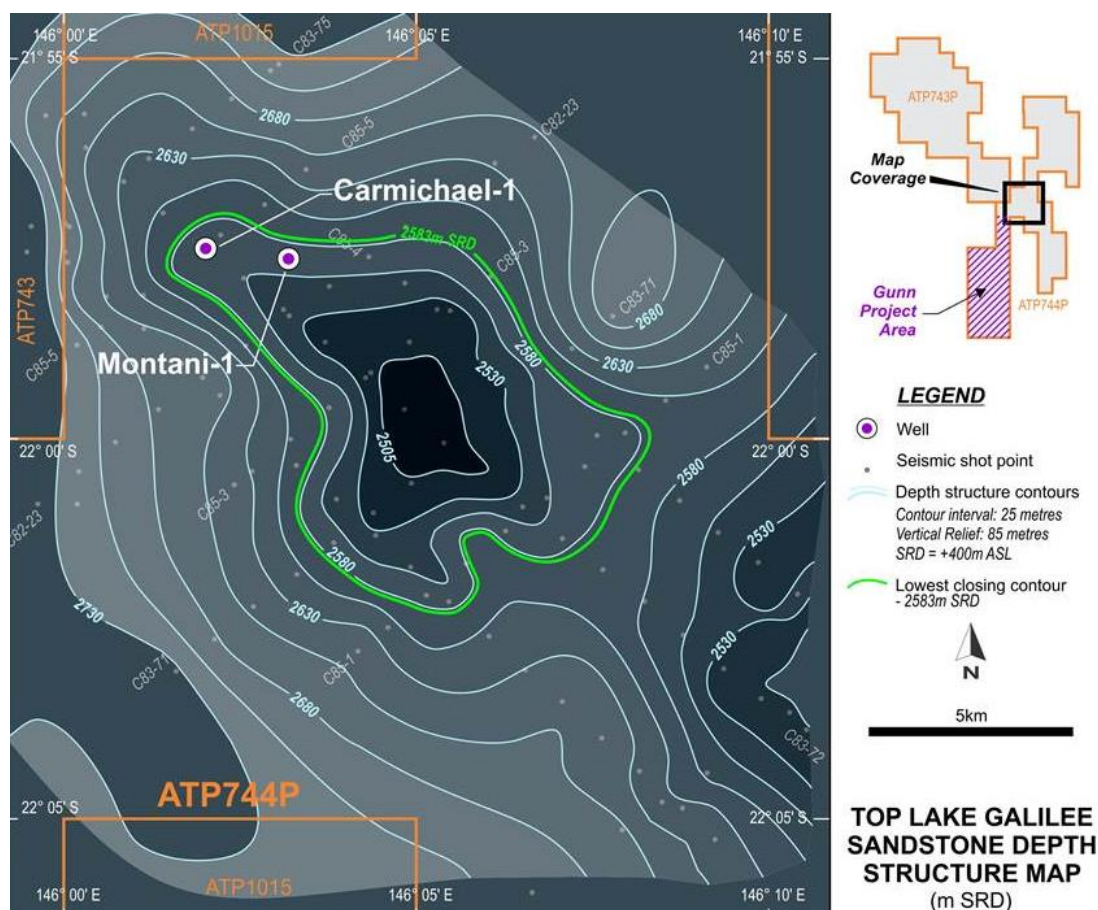 146° 00' E
ATP1015
146° 05' E
146° 10' E
21° 55' S
C83-75
2680
C85-5
C82-23
2630
Carmichael-1
2583m SRD
C85-4
C85-3
C83-71
2680
ATP743
Montani-1
2580
2630
C85-1
2530
C85-5
22° 00' S
22° 00' S
2505
C85-3
2580
C82-23
2530
2580
2630
2730
C83-71
C85-1
2530
2680
C83-72
ATP744P
22° 05' S
22° 05' S
146° 00' E
ATP1015
146° 05' E
146° 10' E
ATP743P
Map
Coverage
Gunn
Project
Area
ATP744P
LEGEND
Well
Seismic shot point
Depth structure contours
Contour interval: 25 metres
Vertical Relief: 85 metres
SRD = +400m ASL
Lowest closing contour
- 2583m SRD
N
5km
TOP LAKE GALILEE
SANDSTONE DEPTH
STRUCTURE MAP
(m SRD)